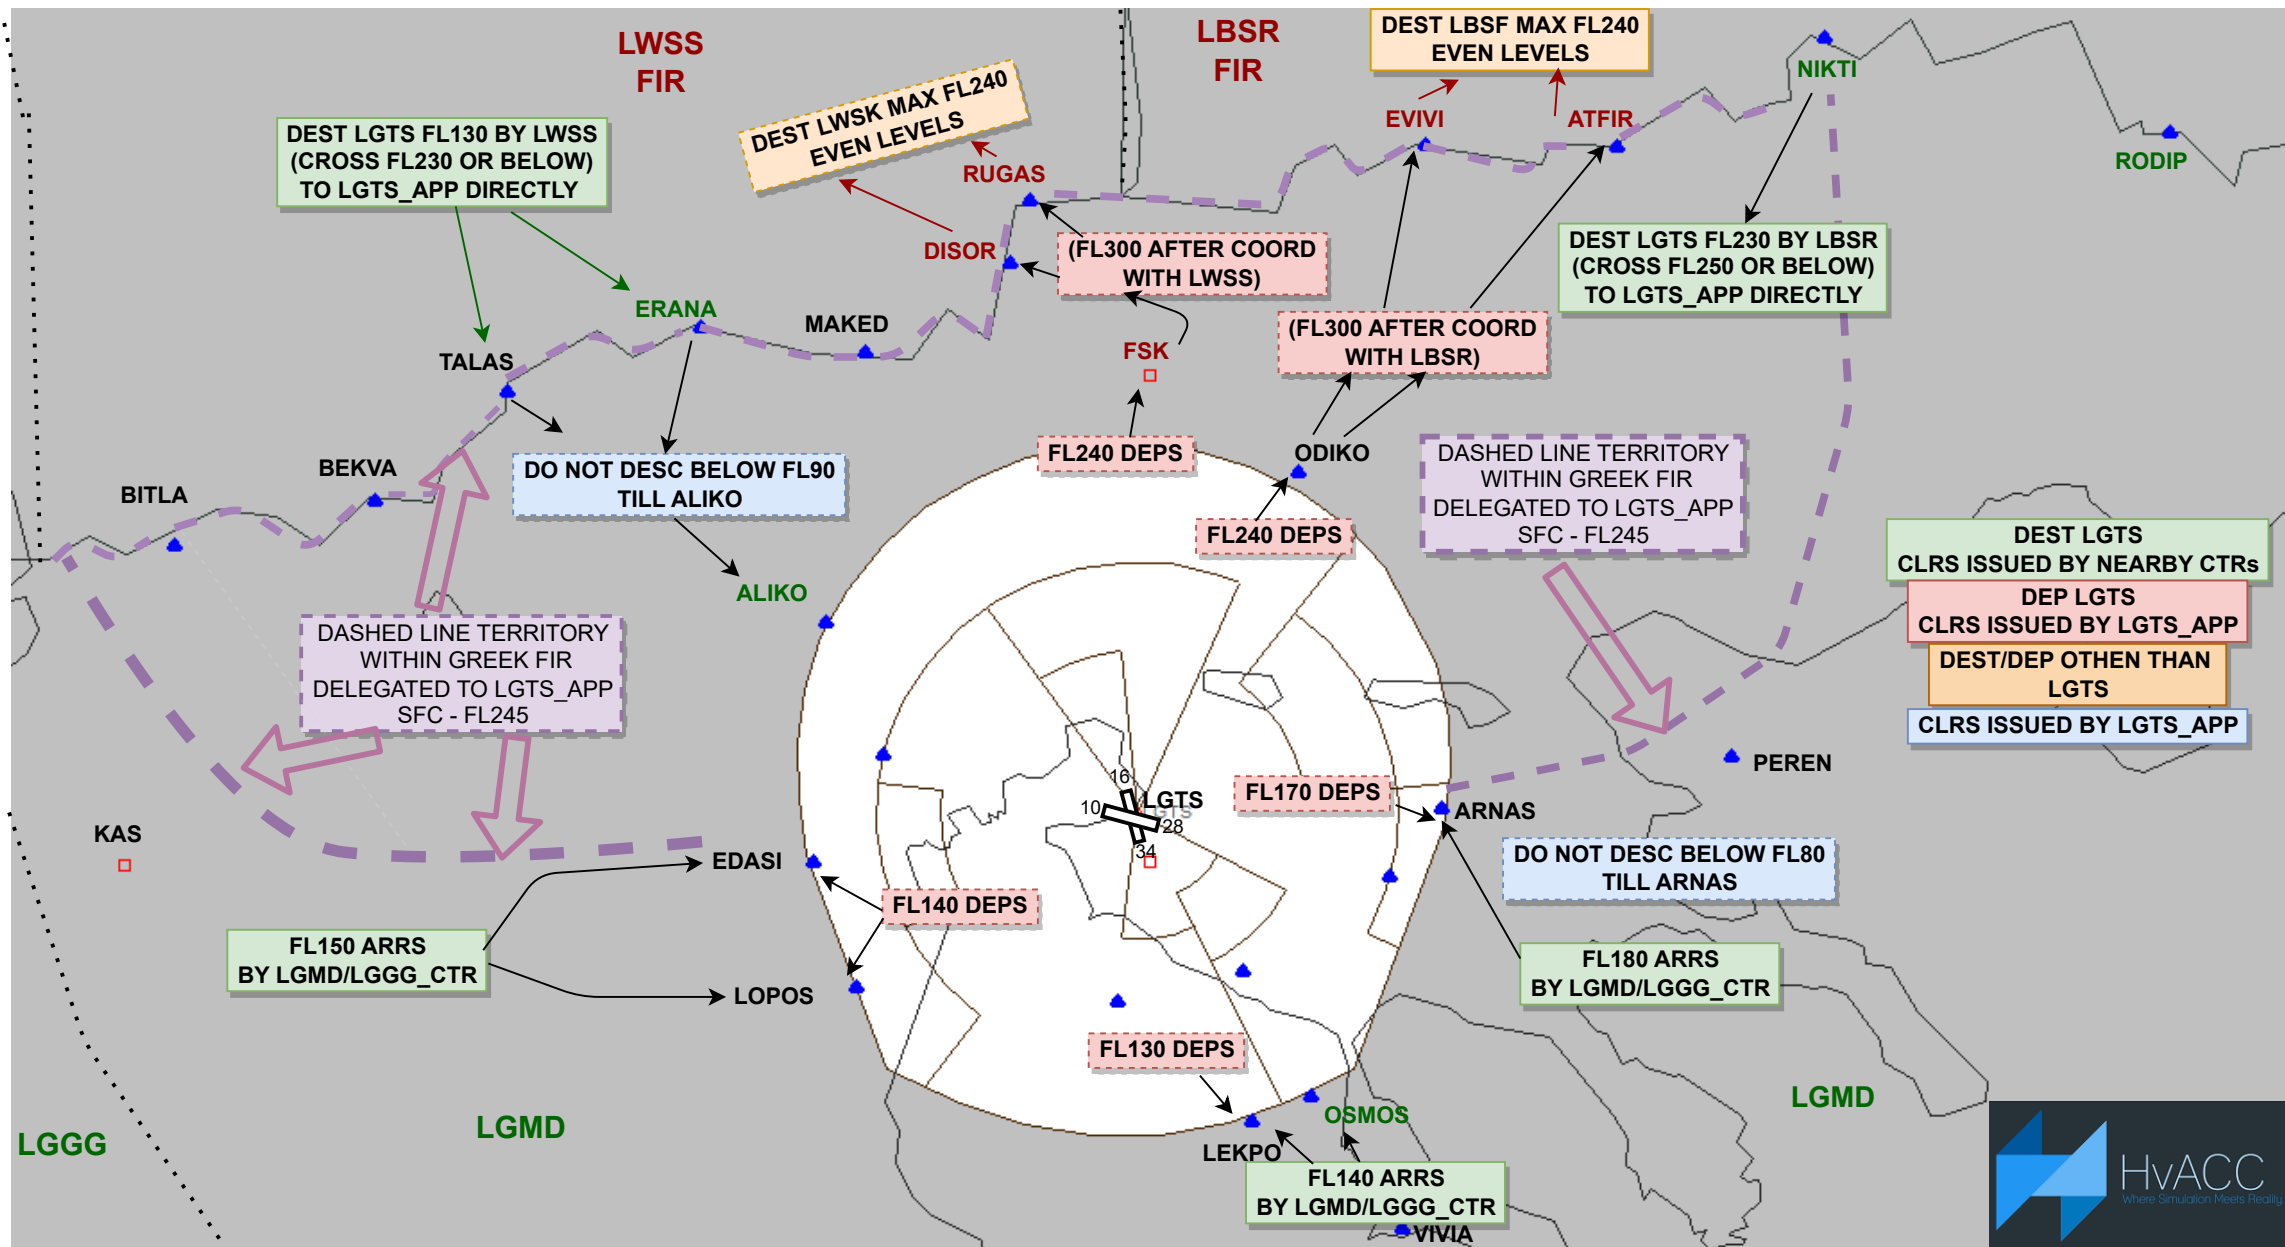 LWSS
FIR
LBSR
FIR
DEST LBSF MAX FL240
EVEN LEVELS
NIKTI
RODIP
DEST LWSK MAX FL240
EVEN LEVELS
EVIVI
ATFIR
DEST LGTS FL130 BY LWSS
(CROSS FL230 OR BELOW)
TO LGTS_APP DIRECTLY
RUGAS
DISOR
(FL300 AFTER COORD
WITH LWSS)
DEST LGTS FL230 BY LBSR
(CROSS FL250 OR BELOW)
TO LGTS_APP DIRECTLY
ERANA
MAKED
TALAS
FSK
(FL300 AFTER COORD
WITH LBSR)
BEKVA
BITLA
DO NOT DESC BELOW FL90
TILL ALIKO
FL240 DEPS
ODIKO
FL240 DEPS
DASHED LINE TERRITORY
WITHIN GREEK FIR
DELEGATED TO LGTS_APP
SFC - FL245
DEST LGTS
CLRS ISSUED BY NEARBY CTRs
DEP LGTS
CLRS ISSUED BY LGTS_APP
DEST/DEP OTHEN THAN
LGTS
CLRS ISSUED BY LGTS_APP
ALIKO
DASHED LINE TERRITORY
WITHIN GREEK FIR
DELEGATED TO LGTS_APP
SFC - FL245
PEREN
16
10
LGTS
LGTS
28
34
FL170 DEPS
ARNAS
KAS
EDASI
DO NOT DESC BELOW FL80
TILL ARNAS
FL140 DEPS
FL150 ARRS
BY LGMD/LGGG_CTR
LOPOS
FL180 ARRS
BY LGMD/LGGG_CTR
FL130 DEPS
LGGG
LGMD
LGMD
OSMOS
LEKPO
FL140 ARRS
BY LGMD/LGGG_CTR
VIVIA
HvACC
Where Simulation Meets Reality